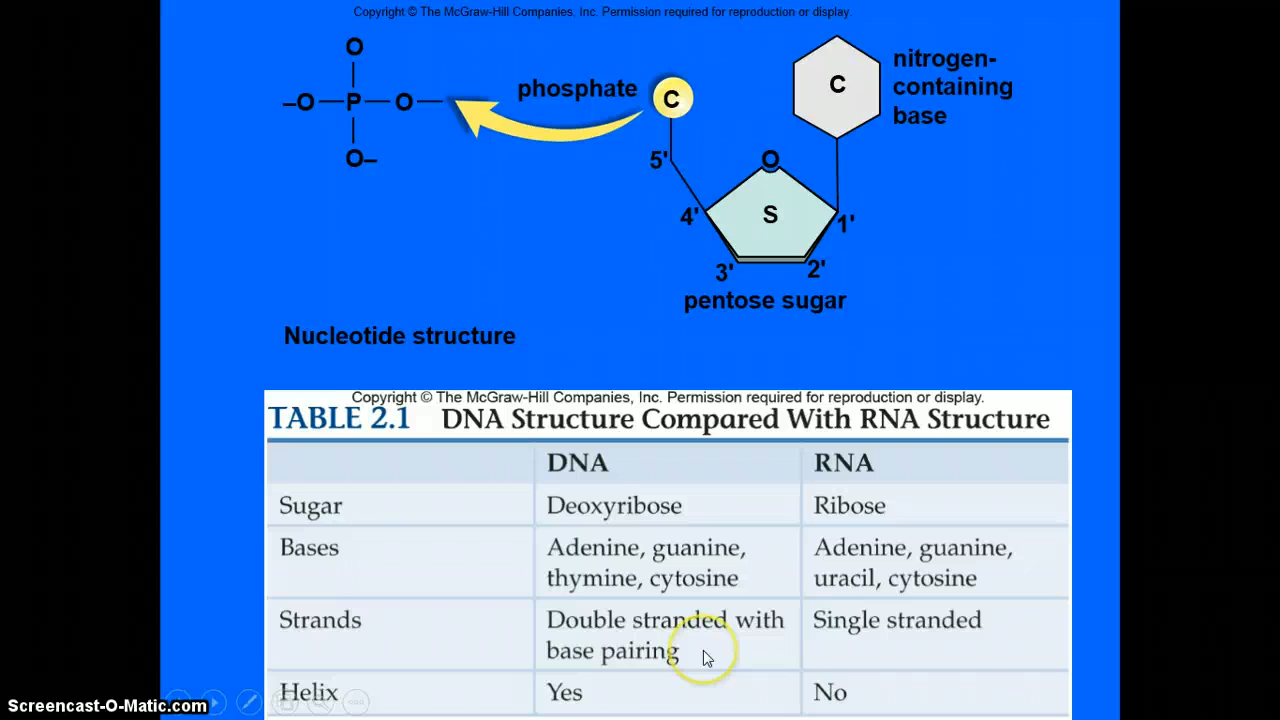 Copyright © The McGraw-Hill Companies, Inc. Permission required for reproduction or display.
O
–O P O
O–
phosphate
C
C
nitrogen-
containing
base
5'
O
4'
S
1'
3'
2'
pentose sugar
Nucleotide structure
Copyright © The McGraw-Hill Companies, Inc. Permission required for reproduction or display.
TABLE 2.1 DNA Structure Compared With RNA Structure
DNA RNA
Sugar Deoxyribose Ribose
Bases Adenine, guanine, Adenine, guanine,
thymine, cytosine uracil, cytosine
Strands Double stranded with Single stranded
base pairing
Helix Yes No
Screencast-O-Matic.com